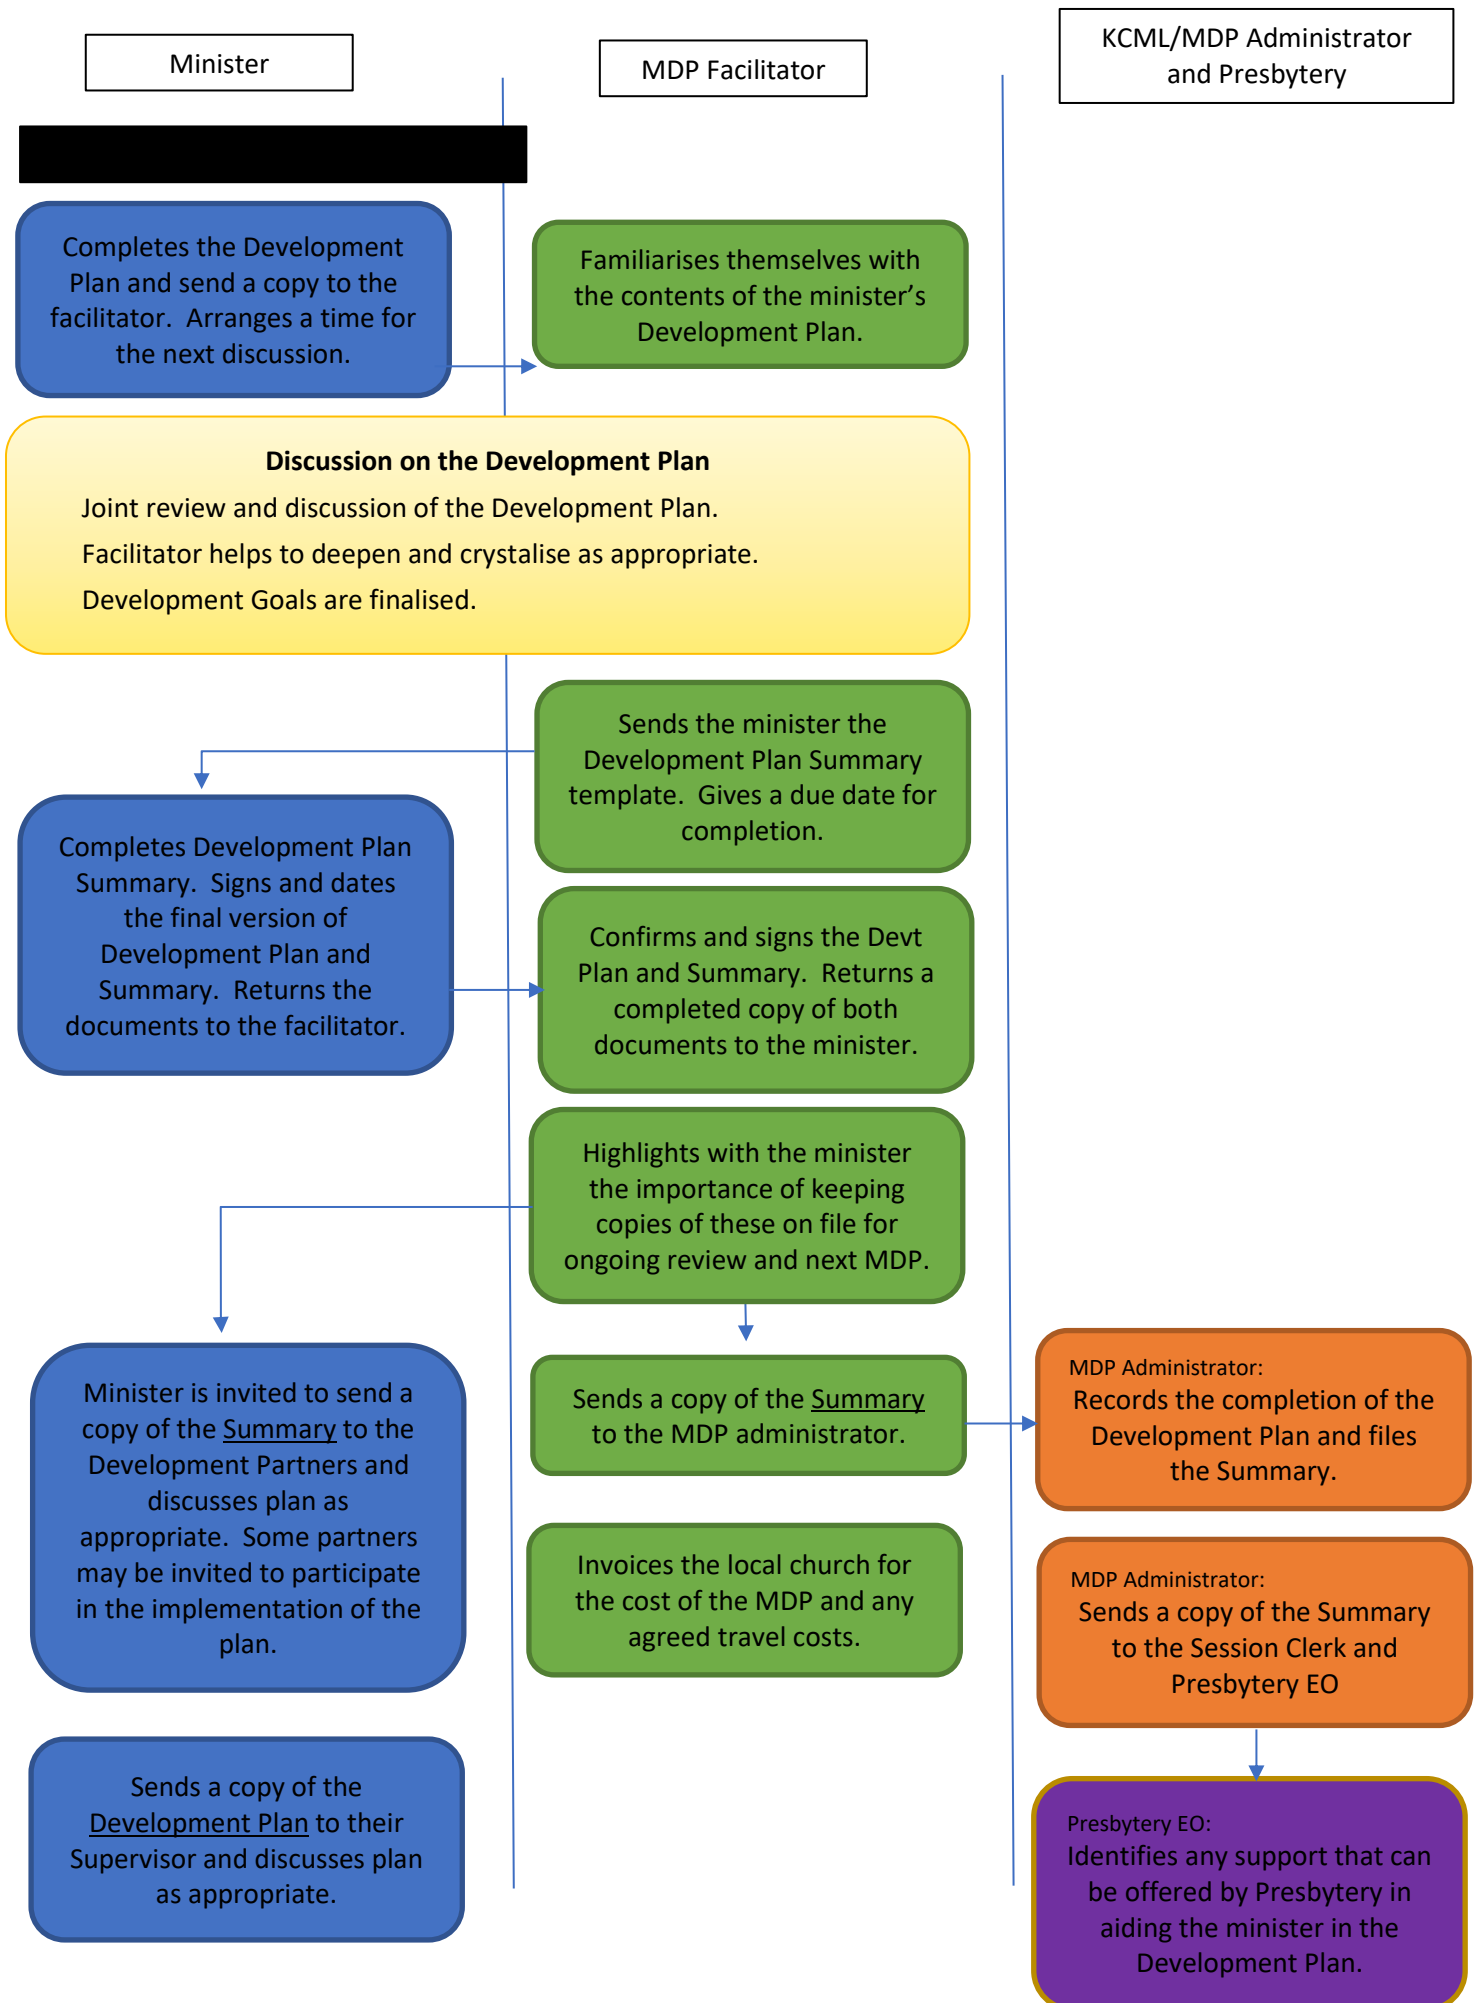 Minister
MDP Facilitator
KCML/MDP Administrator
and Presbytery
Completes the Development
Plan and send a copy to the
facilitator.  Arranges a time for
the next discussion.
Familiarises themselves with
the contents of the minister’s
Development Plan.
Discussion on the Development Plan
Joint review and discussion of the Development Plan.
Facilitator helps to deepen and crystalise as appropriate.
Development Goals are finalised.
Sends the minister the
Development Plan Summary
template.  Gives a due date for
completion.
Completes Development Plan
Summary.  Signs and dates
the final version of
Development Plan and
Summary.  Returns the
documents to the facilitator.
Confirms and signs the Devt
Plan and Summary.  Returns a
completed copy of both
documents to the minister.
Highlights with the minister
the importance of keeping
copies of these on file for
ongoing review and next MDP.
Minister is invited to send a
copy of the Summary to the
Development Partners and
discusses plan as
appropriate.  Some partners
may be invited to participate
in the implementation of the
plan.
Sends a copy of the Summary
to the MDP administrator.
MDP Administrator:
Records the completion of the
Development Plan and files
the Summary.
Invoices the local church for
the cost of the MDP and any
agreed travel costs.
MDP Administrator:
Sends a copy of the Summary
to the Session Clerk and
Presbytery EO
Sends a copy of the
Development Plan to their
Supervisor and discusses plan
as appropriate.
Presbytery EO:
Identifies any support that can
be offered by Presbytery in
aiding the minister in the
Development Plan.